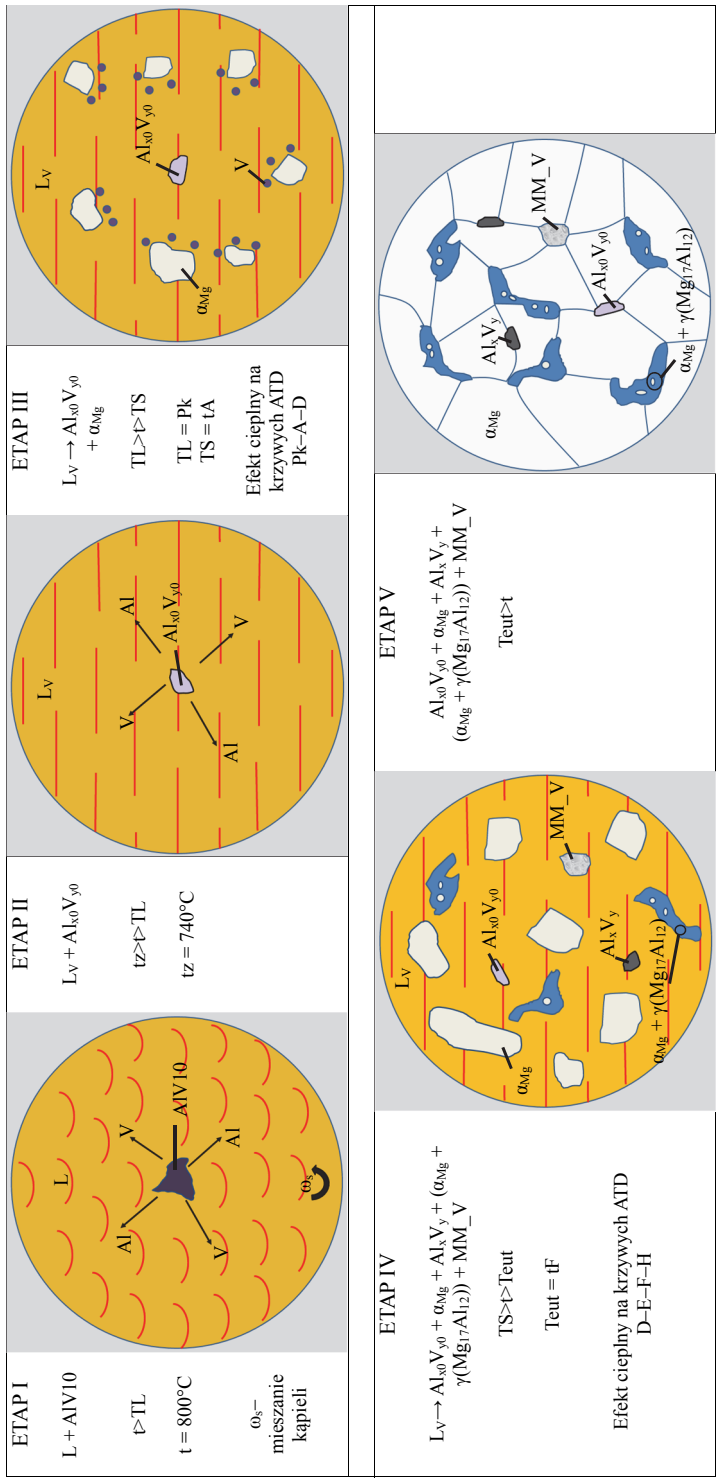 ETAP I
L + AlV10
t>TL
t = 800°C
ωs–
mieszanie
kąpieli
L
Al
V
AlV10
V
Al
ωs
ETAP II
Lv + Alx0Vy0
tz>t>TL
tz = 740°C
Lv
V
Al
Alx0Vy0
Al
V
ETAP III
Lv → Alx0Vy0
+ αMg
TL>t>TS
TL = Pk
TS = tA
Efekt cieplny na
krzywych ATD
Pk–A–D
Lv
Alx0Vy0
αMg
V
ETAP IV
Lv → Alx0Vy0 + αMg + AlxVy + (αMg +
γ(Mg17Al12)) + MM_V
TS>t>Teut
Teut = tF
Efekt cieplny na krzywych ATD
D–E–F–H
Lv
Alx0Vy0
MM_V
αMg
AlxVy
αMg + γ(Mg17Al12)
ETAP V
Alx0Vy0 + αMg + AlxVy +
(αMg + γ(Mg17Al12)) + MM_V
Teut>t
αMg
AlxVy
MM_V
Alx0Vy0
αMg + γ(Mg17Al12)